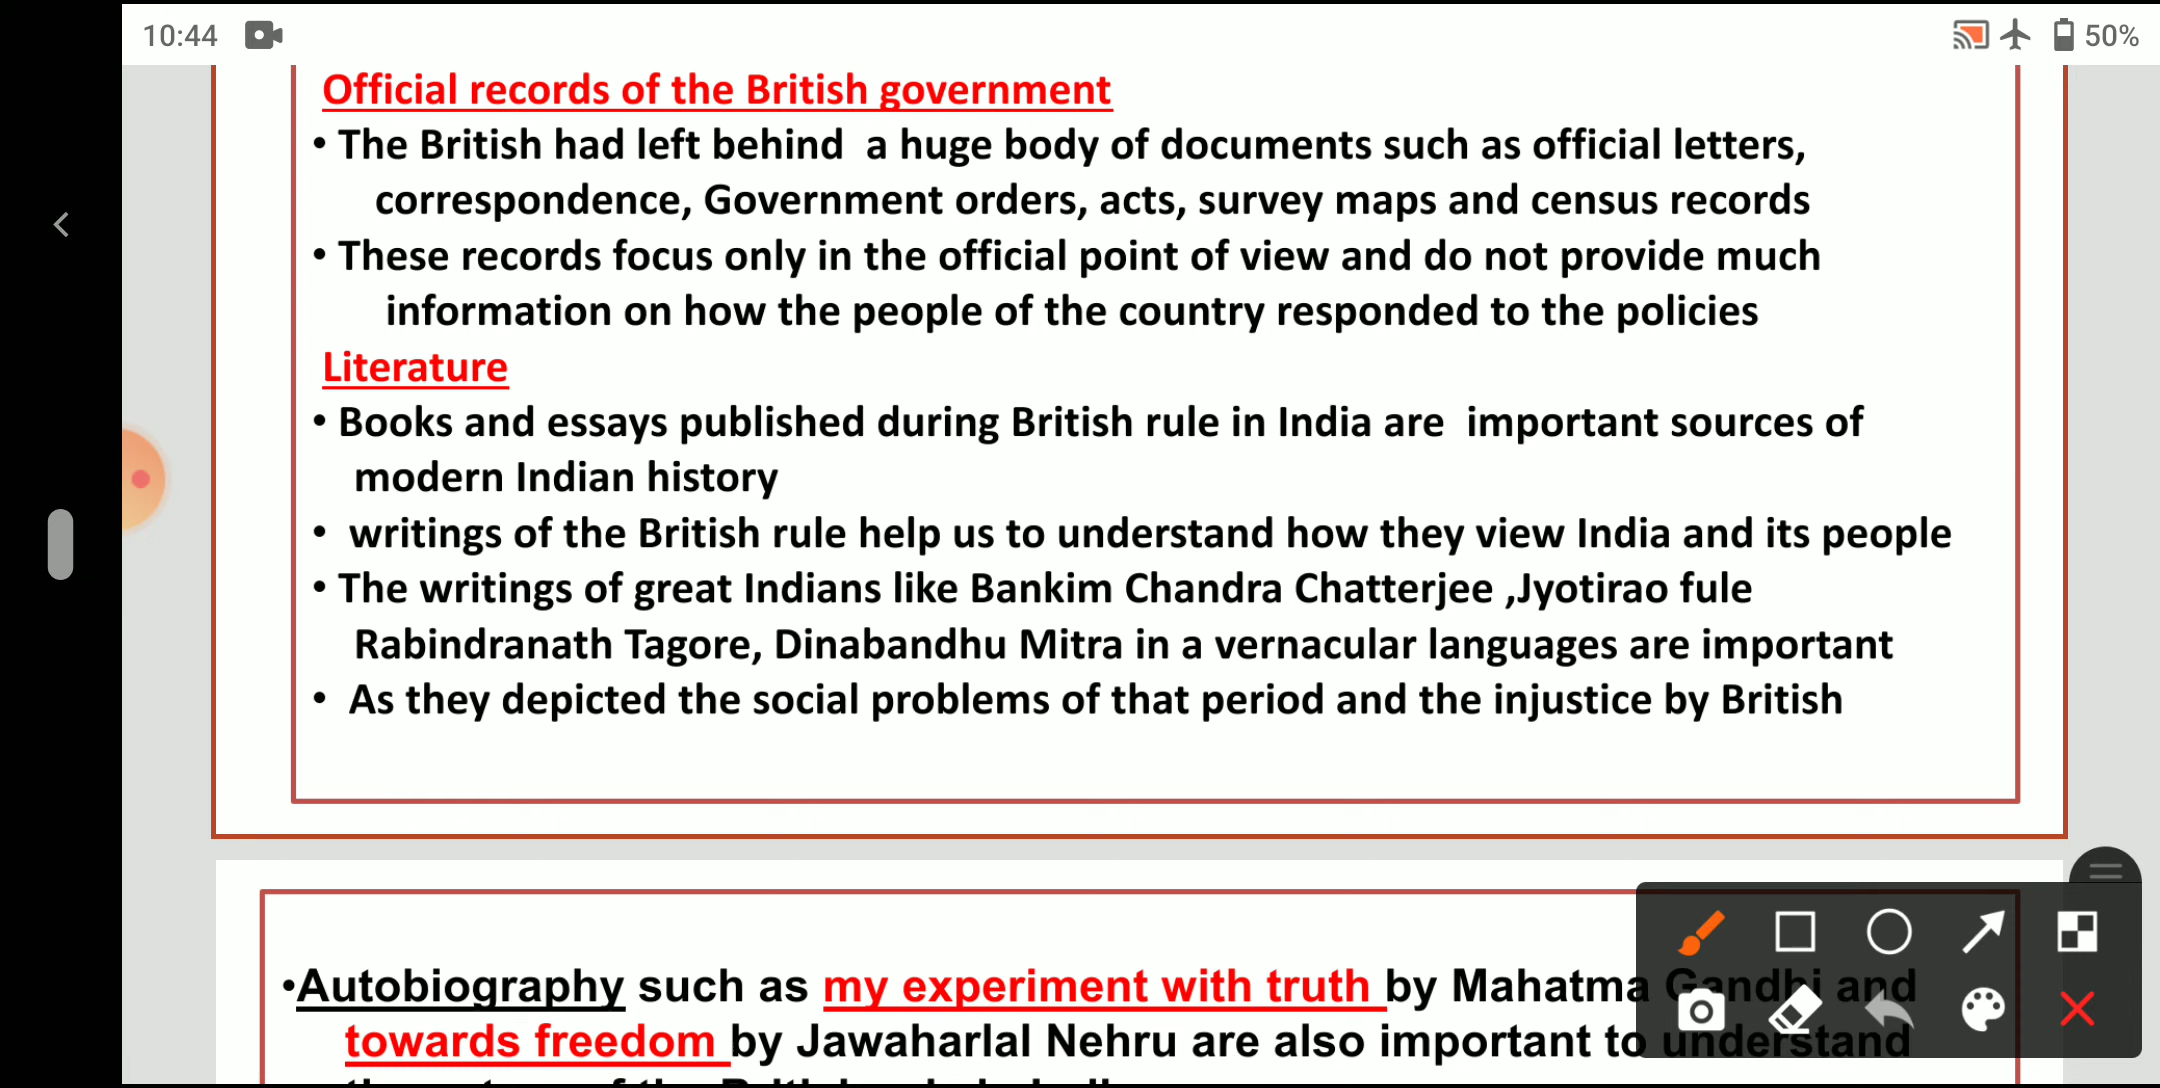 10:44
50%
Official records of the British government
• The British had left behind a huge body of documents such as official letters,
correspondence, Government orders, acts, survey maps and census records
• These records focus only in the official point of view and do not provide much
information on how the people of the country responded to the policies
Literature
• Books and essays published during British rule in India are important sources of
modern Indian history
• writings of the British rule help us to understand how they view India and its people
• The writings of great Indians like Bankim Chandra Chatterjee ,Jyotirao fule
Rabindranath Tagore, Dinabandhu Mitra in a vernacular languages are important
• As they depicted the social problems of that period and the injustice by British
•Autobiography such as my experiment with truth by Mahatma Gandhi and
towards freedom by Jawaharlal Nehru are also important to understand